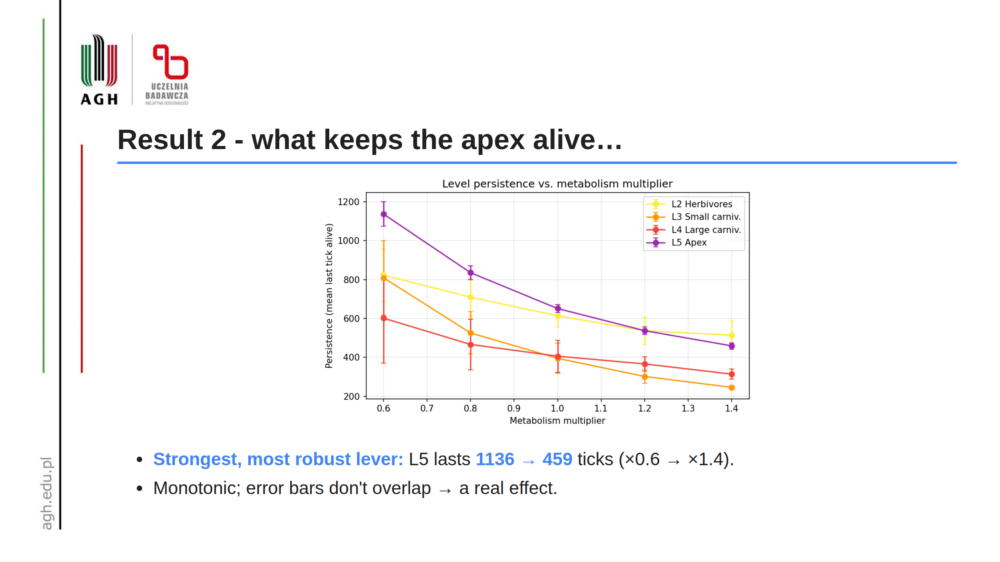 AGH
UCZELNIA
BADAWCZA
INICJATYWA DOSKONAŁOŚCI
Result 2 - what keeps the apex alive…
Level persistence vs. metabolism multiplier
Persistence (mean last tick alive)
1200
1000
800
600
400
200
L2 Herbivores
L3 Small carniv.
L4 Large carniv.
L5 Apex
0.6 0.7 0.8 0.9 1.0 1.1 1.2 1.3 1.4
Metabolism multiplier
• Strongest, most robust lever: L5 lasts 1136 → 459 ticks (×0.6 → ×1.4).
• Monotonic; error bars don't overlap → a real effect.
agh.edu.pl